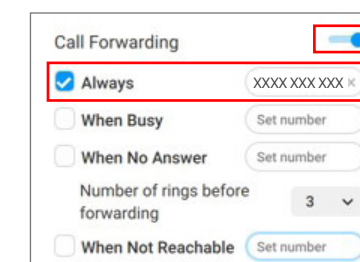 Call Forwarding
Always XXXX XXX XXX ×
When Busy Set number
When No Answer Set number
Number of rings before
forwarding 3
When Not Reachable Set number